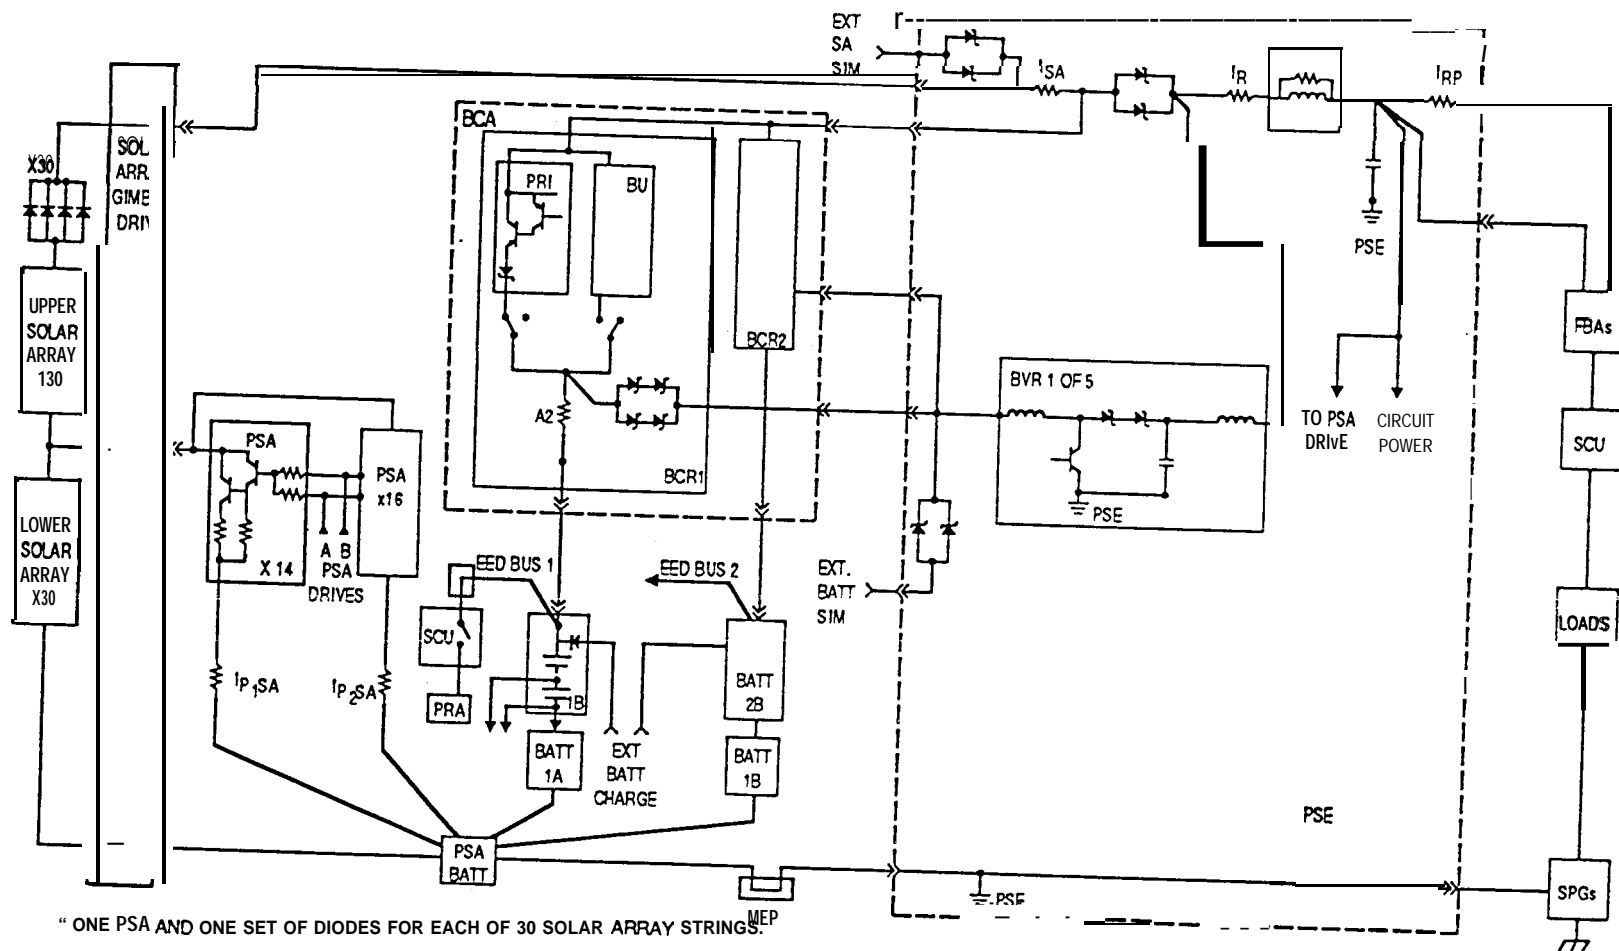 EXT
SA
SIM
r
ISA
IR
IRP
BCA
PRI
BU
X30
SOL
ARR
GIME
DRIV
UPPER
SOLAR
ARRAY
130
PSE
FBAs
BCR2
BVR 1 OF 5
A2
TO PSA
DRIVE
CIRCUIT
POWER
SCU
PSA
PSA
x16
BCR1
LOWER
SOLAR
ARRAY
X30
A B
X 14
PSA
DRIVES
PSE
EED BUS 1
EED BUS 2
EXT.
BATT
SIM
SCU
LOADS
IP1SA
IP2SA
PRA
1B
BATT
2B
BATT
1A
EXT
BATT
CHARGE
BATT
1B
PSE
PSA
BATT
SPGs
PSE
MEP
" ONE PSA AND ONE SET OF DIODES FOR EACH OF 30 SOLAR ARRAY STRINGS.